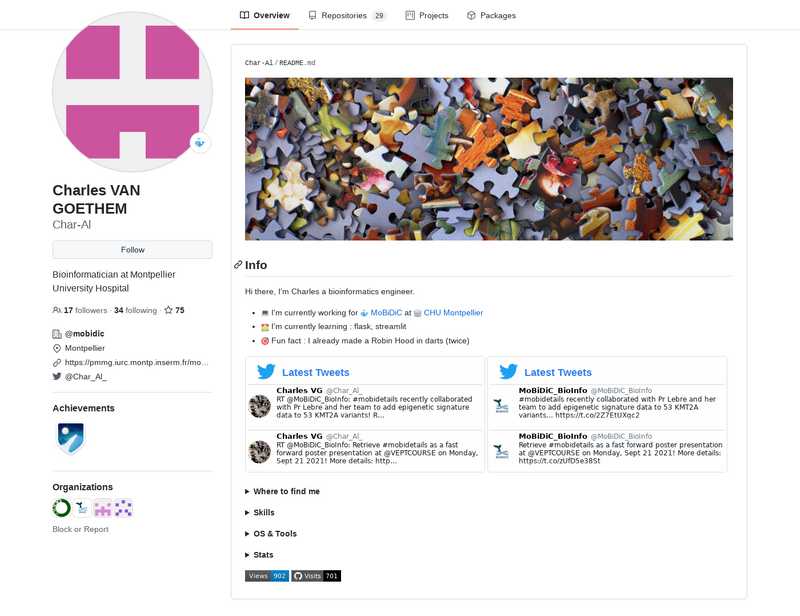 Overview
Repositories 29
Projects
Packages
Charles VAN
GOETHEM
Char-Al
Follow
Bioinformatician at Montpellier
University Hospital
17 followers · 34 following · 75
@mobidic
Montpellier
https://pmmg.iurc.montp.inserm.fr/mo…
@Char_Al_
Achievements
Organizations
Block or Report
Char-Al / README.md
Info
Hi there, I'm Charles a bioinformatics engineer.
I'm currently working for MoBiDiC at CHU Montpellier
I'm currently learning : flask, streamlit
Fun fact : I already made a Robin Hood in darts (twice)
Latest Tweets
Charles VG @Char_Al_
RT @MoBiDiC_BioInfo: #mobidetails recently collaborated
with Pr Lebre and her team to add epigenetic signature
data to 53 KMT2A variants! R...
Charles VG @Char_Al_
RT @MoBiDiC_BioInfo: Retrieve #mobidetails as a fast
forward poster presentation at @VEPTCOURSE on Monday,
Sept 21 2021! More details: http...
Latest Tweets
MoBiDiC_BioInfo @MoBiDiC_BioInfo
#mobidetails recently collaborated with Pr Lebre and her
team to add epigenetic signature data to 53 KMT2A
variants... https://t.co/2Z7EtUXqc2
MoBiDiC_BioInfo @MoBiDiC_BioInfo
Retrieve #mobidetails as a fast forward poster presentation
at @VEPTCOURSE on Monday, Sept 21 2021! More details:
https://t.co/zUfD5e38St
Where to find me
Skills
OS & Tools
Stats
Views 902
Visits 701